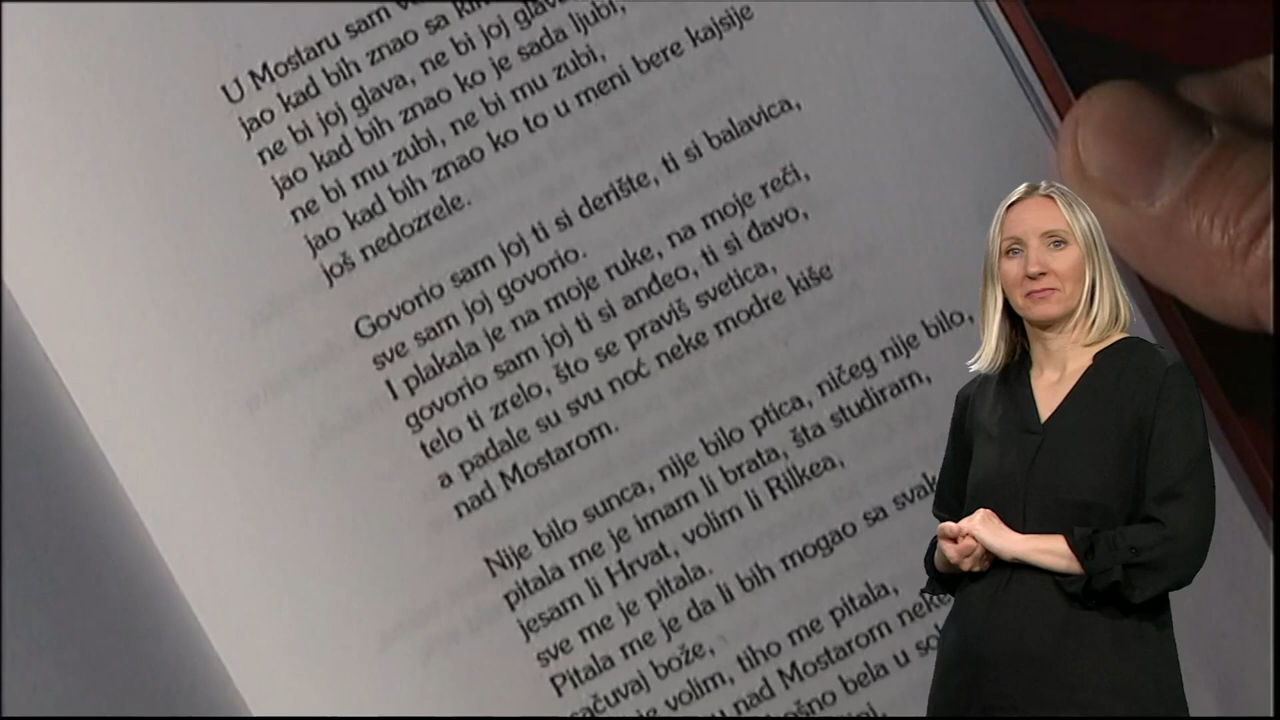 U Mostaru sam
jao kad bih znao sa kim
ne bi joj glava, ne bi joj glava
jao kad bih znao ko je sada ljubi,
ne bi mu zubi, ne bi mu zubi,
jao kad bih znao ko to u meni bere kajsije
još nedozrele.
Govorio sam joj ti si derište, ti si balavica,
sve sam joj govorio.
I plakala je na moje ruke, na moje reči,
govorio sam joj ti si anđeo, ti si đavo,
telo ti zrelo, što se praviš svetica,
a padale su svu noć neke modre kiše
nad Mostarom.
Nije bilo sunca, nije bilo ptica, ničeg nije bilo,
pitala me je imam li brata, šta studiram,
jesam li Hrvat, volim li Rilkea,
sve me je pitala.
Pitala me je da li bih mogao sa
sačuvaj bože,
je volim, tiho me pitala,
nad Mostarom neke
bela u